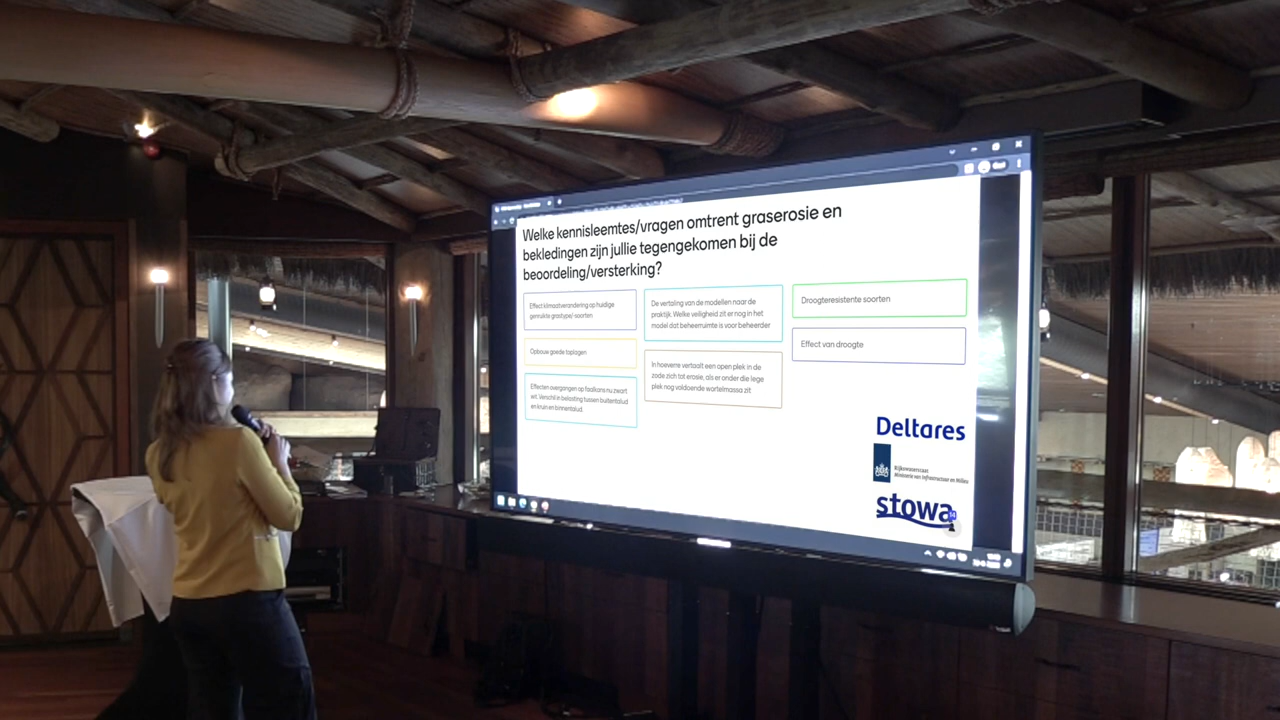 Welke kennisleemtes/vragen omtrent graserosie en
bekledingen zijn jullie tegengekomen bij de
beoordeling/versterking?
Effect klimaatverandering op huidige
gemaakte grastype/-soorten
Opbouw goede toplagen
Effecten overgangen op faalkans nu zwart
wit. Verschil in belasting tussen buitentalud
en kruin en binnentalud.
De vertaling van de modellen naar de
praktijk. Welke veiligheid zit er nog in het
model dat beheerruimte is voor beheerder
In hoeverre vertaalt een open plek in de
zode zich tot erosie, als er onder die lege
plek nog voldoende wortelmassa zit
Droogteresistente soorten
Effect van droogte
Deltares
Rijkswaterstaat
Ministerie van Infrastructuur en Milieu
stowa